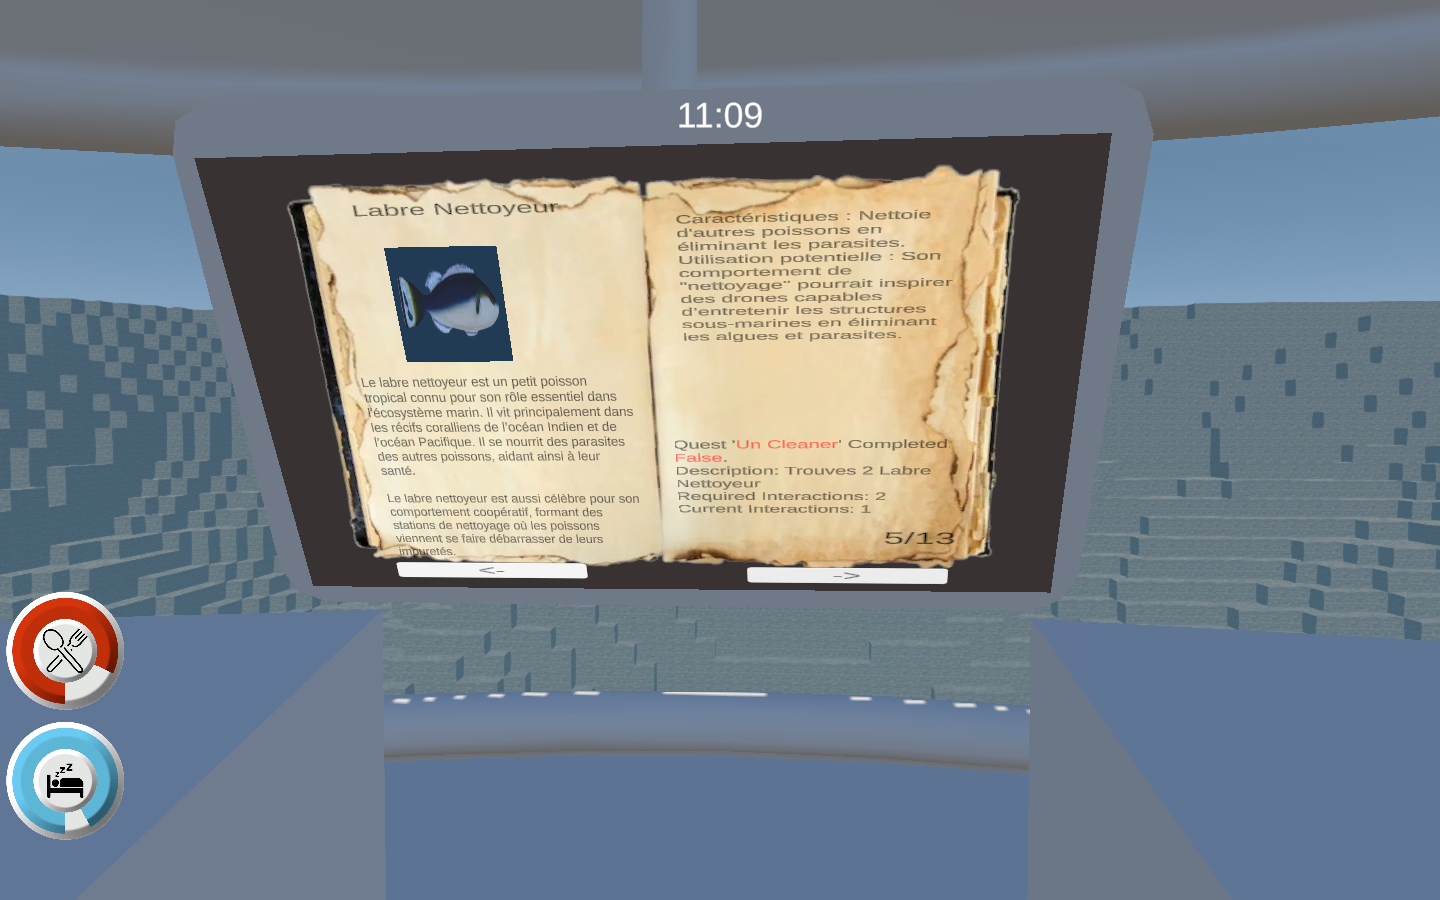 11:09
Labre Nettoyeur
Le labre nettoyeur est un petit poisson
tropical connu pour son rôle essentiel dans
l'écosystème marin. Il vit principalement dans
les récifs coralliens de l'océan Indien et de
l'océan Pacifique. Il se nourrit des parasites
des autres poissons, aidant ainsi à leur
santé.
Le labre nettoyeur est aussi célèbre pour son
comportement coopératif, formant des
stations de nettoyage où les poissons
viennent se faire débarrasser de leurs
impuretés.
Caractéristiques : Nettoie
d'autres poissons en
éliminant les parasites.
Utilisation potentielle : Son
comportement de
"nettoyage" pourrait inspirer
des drones capables
d'entretenir les structures
sous-marines en éliminant
les algues et parasites.
Quest 'Un Cleaner' Completed
False.
Description: Trouves 2 Labre
Nettoyeur
Required Interactions: 2
Current Interactions: 1
5/13
<-
->
zzZ